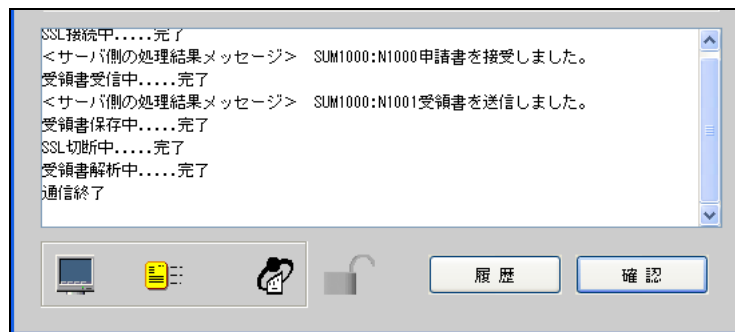 SSL接続中.....完了
<サーバ側の処理結果メッセージ>　SUM1000:N1000申請書を接受しました。
受領書受信中.....完了
<サーバ側の処理結果メッセージ>　SUM1000:N1001受領書を送信しました。
受領書保存中.....完了
SSL切断中.....完了
受領書解析中.....完了
通信終了
履歴
確認